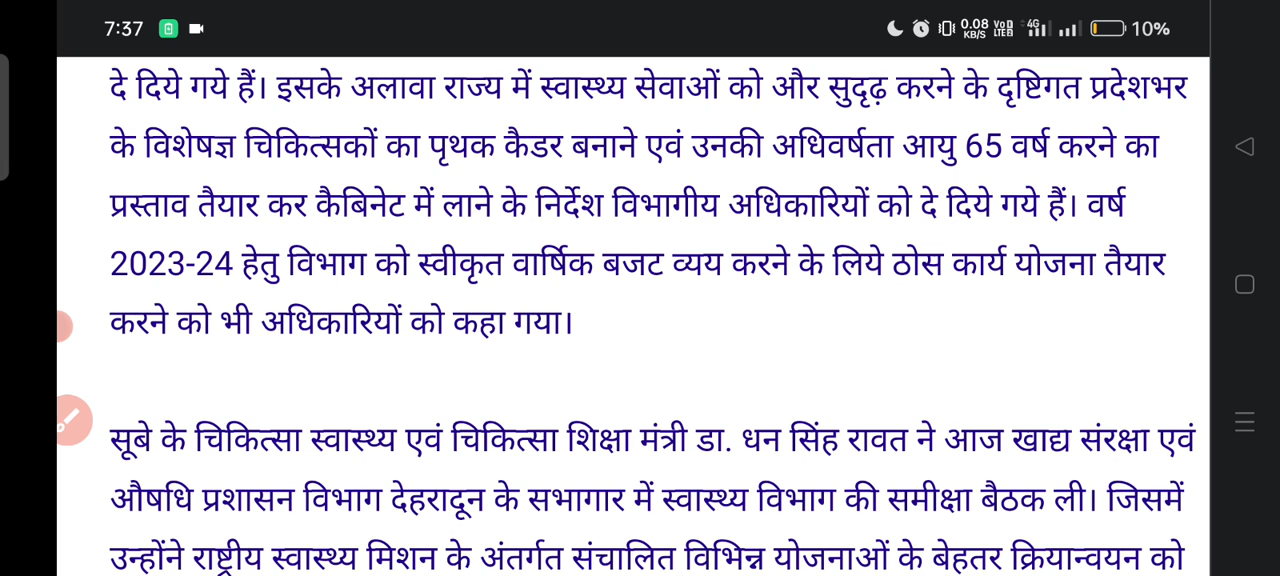 7:37 0.08 KB/S VoD LTE 4G 10%
दे दिये गये हैं। इसके अलावा राज्य में स्वास्थ्य सेवाओं को और सुदृढ़ करने के दृष्टिगत प्रदेशभर
के विशेषज्ञ चिकित्सकों का पृथक कैडर बनाने एवं उनकी अधिवर्षता आयु 65 वर्ष करने का
प्रस्ताव तैयार कर कैबिनेट में लाने के निर्देश विभागीय अधिकारियों को दे दिये गये हैं। वर्ष
2023-24 हेतु विभाग को स्वीकृत वार्षिक बजट व्यय करने के लिये ठोस कार्य योजना तैयार
करने को भी अधिकारियों को कहा गया।
सूबे के चिकित्सा स्वास्थ्य एवं चिकित्सा शिक्षा मंत्री डा. धन सिंह रावत ने आज खाद्य संरक्षा एवं
औषधि प्रशासन विभाग देहरादून के सभागार में स्वास्थ्य विभाग की समीक्षा बैठक ली। जिसमें
उन्होंने राष्ट्रीय स्वास्थ्य मिशन के अंतर्गत संचालित विभिन्न योजनाओं के बेहतर क्रियान्वयन को